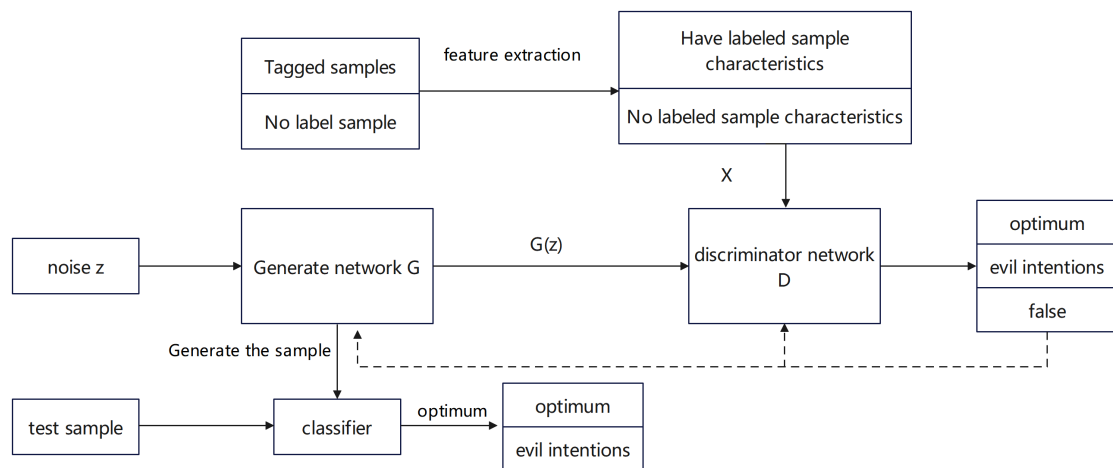 Tagged samples
No label sample
feature extraction
Have labeled sample
characteristics
No labeled sample characteristics
X
noise z
Generate network G
G(z)
discriminator network
D
optimum
evil intentions
false
Generate the sample
test sample
classifier
optimum
optimum
evil intentions